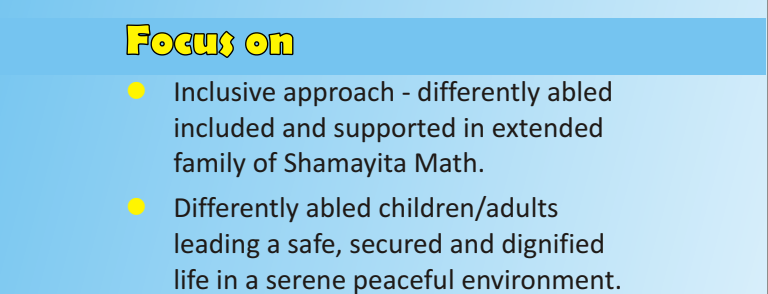 Focus on
Inclusive approach - differently abled
included and supported in extended
family of Shamayita Math.
Differently abled children/adults
leading a safe, secured and dignified
life in a serene peaceful environment.